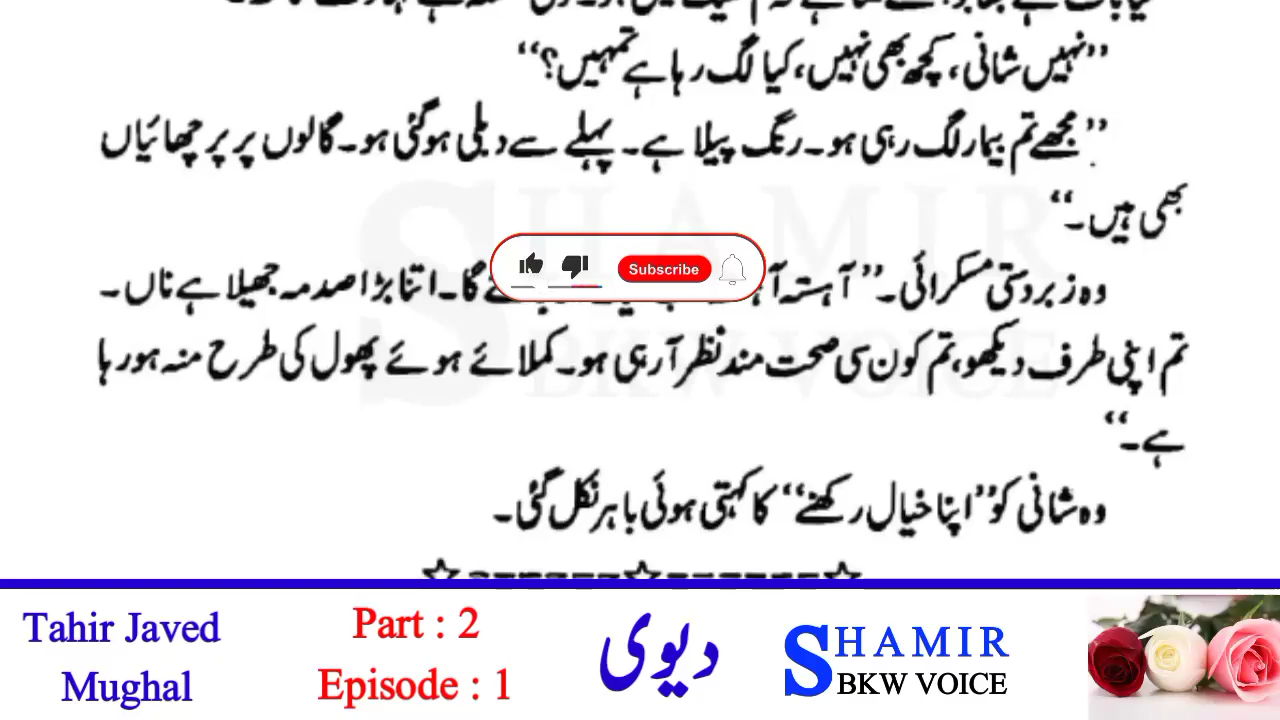 ”نہیں شانی، کچھ بھی نہیں، کیا لگ رہا ہے تمہیں؟“
”مجھے تم بیمار لگ رہی ہو۔ رنگ پیلا ہے۔ پہلے سے دبلی ہو گئی ہو۔ گالوں پر پرچھائیاں
بھی ہیں۔“
وہ زبردستی مسکرائی۔ ”آہستہ گا۔ اتنا بڑا صدمہ جھیلا ہے ناں۔
Subscribe
تم اپنی طرف دیکھو، تم کون سی صحت مند نظر آ رہی ہو۔ کملائے ہوئے پھول کی طرح منہ ہو رہا
ہے۔“
وہ شانی کو ”اپنا خیال رکھنے“ کا کہتی ہوئی باہر نکل گئی۔
SHAMIR
BKW VOICE
Tahir Javed
Mughal
Part : 2
Episode : 1
دیوی
SHAMIR
BKW VOICE